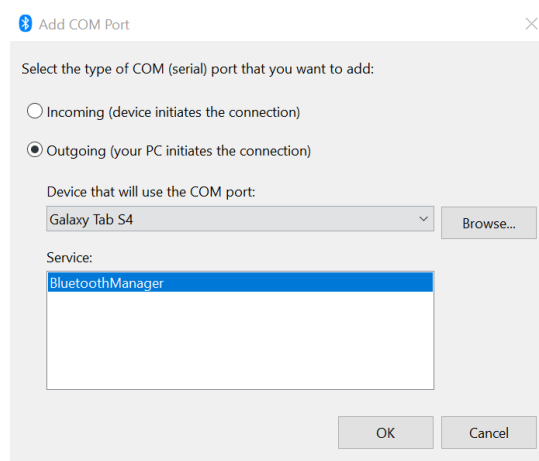 Add COM Port
Select the type of COM (serial) port that you want to add:
Incoming (device initiates the connection)
Outgoing (your PC initiates the connection)
Device that will use the COM port:
Galaxy Tab S4
Browse...
Service:
BluetoothManager
OK
Cancel